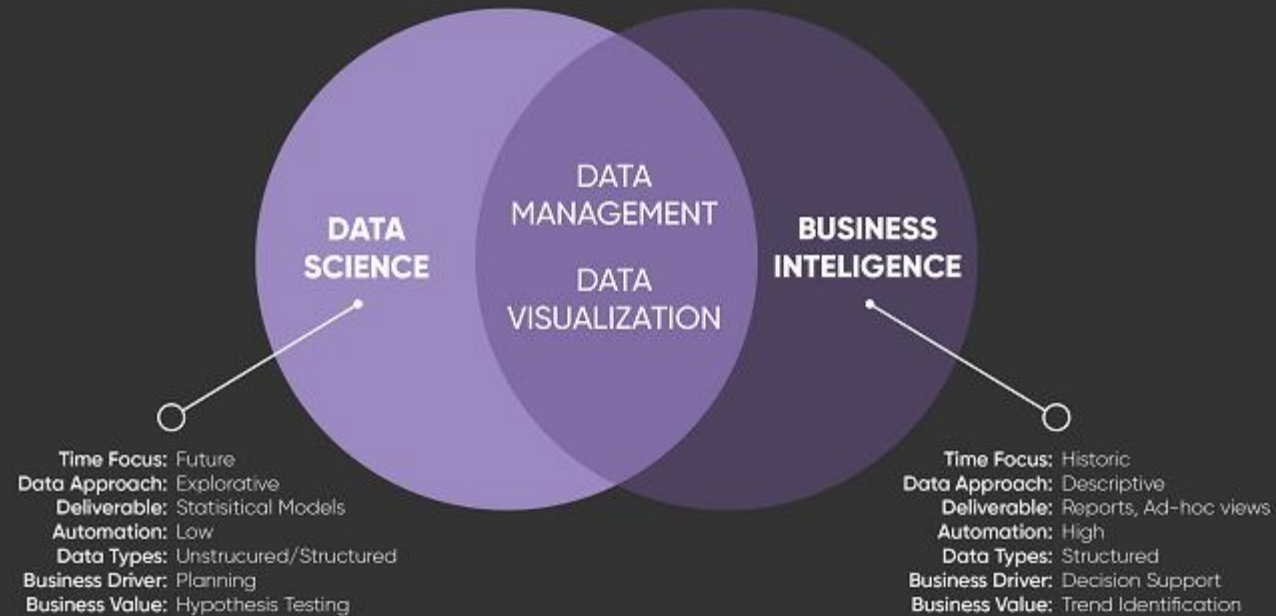 DATA
SCIENCE
DATA
MANAGEMENT
DATA
VISUALIZATION
BUSINESS
INTELIGENCE
Time Focus: Future
Data Approach: Explorative
Deliverable: Statisitical Models
Automation: Low
Data Types: Unstrucured/Structured
Business Driver: Planning
Business Value: Hypothesis Testing
Time Focus: Historic
Data Approach: Descriptive
Deliverable: Reports, Ad-hoc views
Automation: High
Data Types: Structured
Business Driver: Decision Support
Business Value: Trend Identification